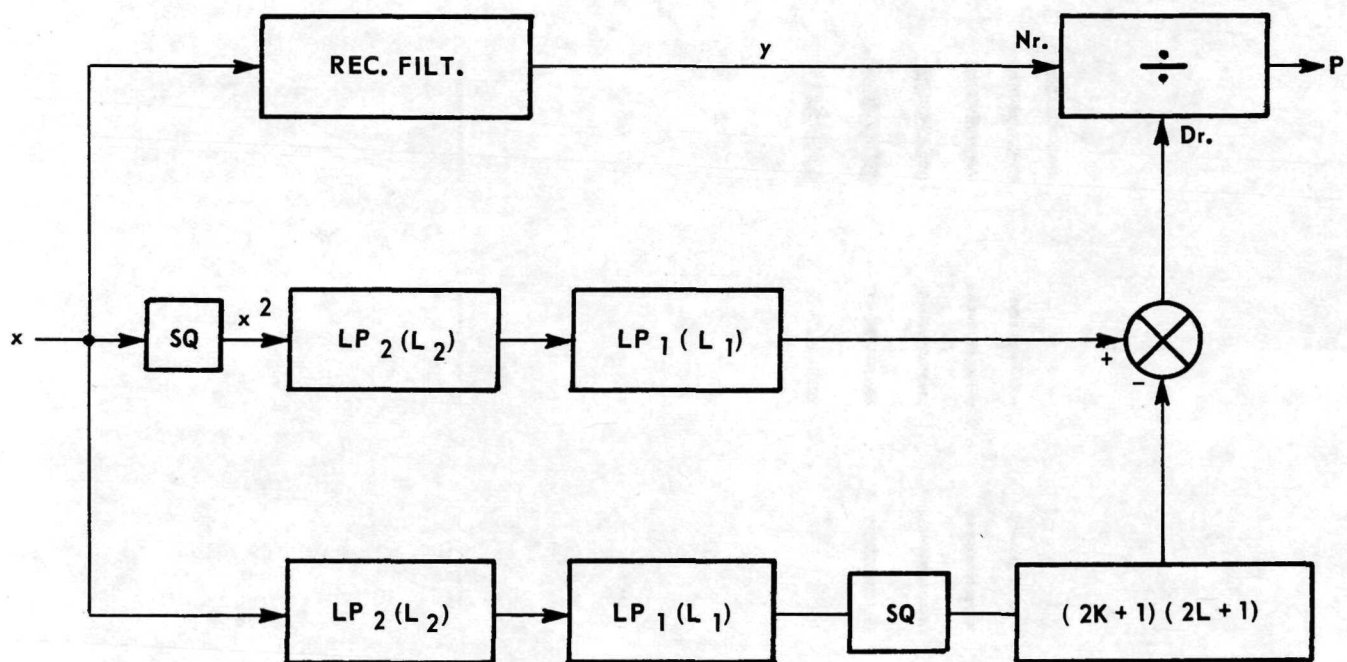 REC. FILT.
y
Nr.
÷
P
Dr.
x
SQ
x 2
LP 2 (L 2)
LP 1 ( L 1 )
+
-
LP 2 (L 2)
LP 1 (L 1)
SQ
( 2K + 1 ) ( 2L + 1 )